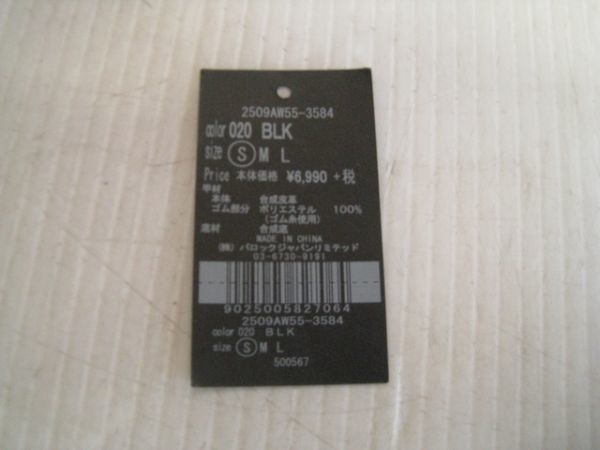 2509AW55-3584
color 020 BLK
size S M L
Price 本体価格 ¥6,990 +税
甲材
本体 合成皮革
ゴム部分 ポリエステル 100%
(ゴム糸使用)
底材 合成底
MADE IN CHINA
(株) バロックジャパンリミテッド
03-6730-9191
9025005827064
2509AW55-3584
color 020 BLK
size S M L
500567